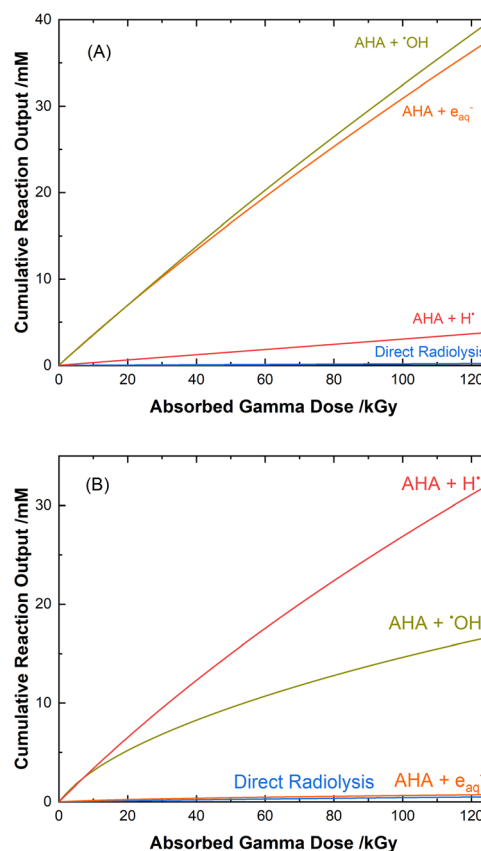 40
(A)
AHA + •OH
AHA + eaq-
30
20
10
AHA + H•
Direct Radiolysis
0
0 20 40 60 80 100 120
Cumulative Reaction Output /mM
Absorbed Gamma Dose /kGy
(B)
AHA + H•
30
20
AHA + •OH
10
Direct Radiolysis
AHA + eaq-
0
0 20 40 60 80 100 120
Cumulative Reaction Output /mM
Absorbed Gamma Dose /kGy